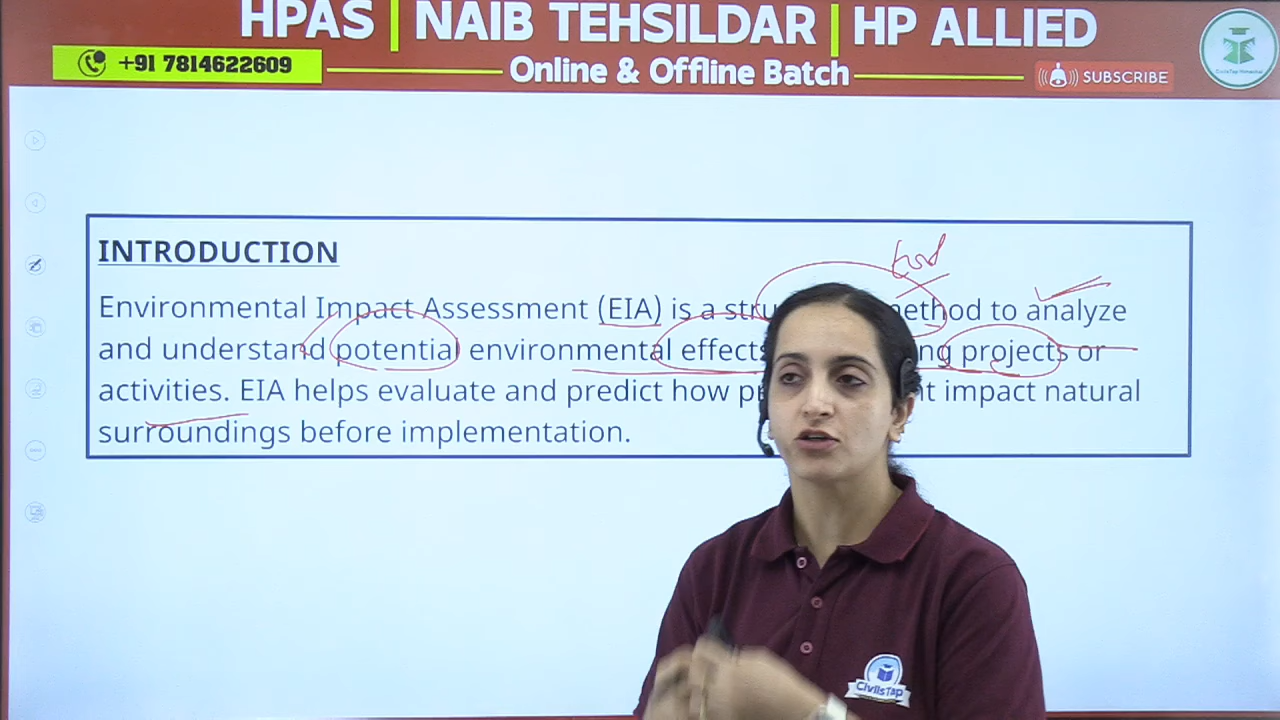 HPAS | NAIB TEHSILDAR | HP ALLIED
+91 7814622609
Online & Offline Batch
SUBSCRIBE
CivilsTap Himachal
INTRODUCTION
Environmental Impact Assessment (EIA) is a method to analyze
and understand potential environmental effects projects or
activities. EIA helps evaluate and predict how impact natural
surroundings before implementation.
CivilsTap